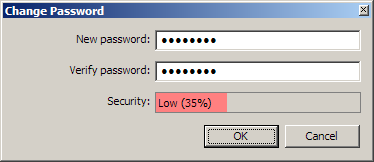 Change Password
New password: ●●●●●●●●
Verify password: ●●●●●●●●
Security: Low (35%)
OK Cancel